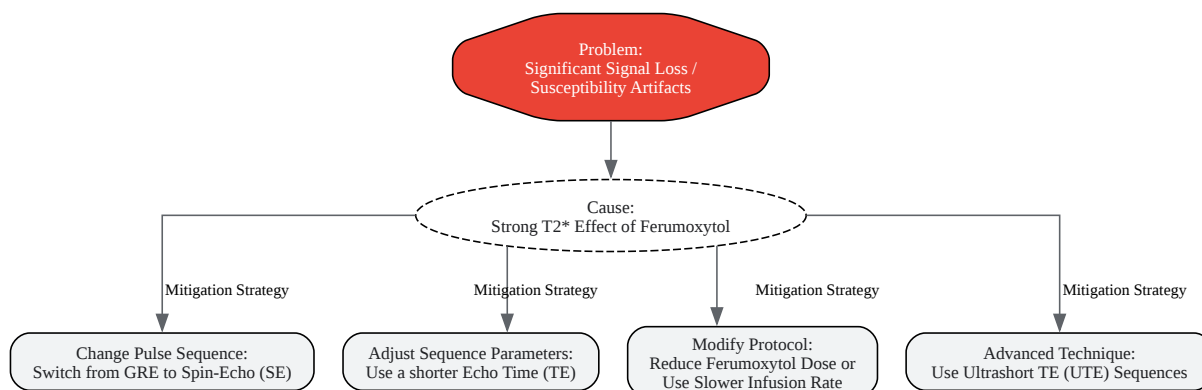 Problem:
Significant Signal Loss /
Susceptibility Artifacts
Cause:
Strong T2* Effect of Ferumoxytol
Mitigation Strategy
Mitigation Strategy
Mitigation Strategy
Mitigation Strategy
Change Pulse Sequence:
Switch from GRE to Spin-Echo (SE)
Adjust Sequence Parameters:
Use a shorter Echo Time (TE)
Modify Protocol:
Reduce Ferumoxytol Dose or
Use Slower Infusion Rate
Advanced Technique:
Use Ultrashort TE (UTE) Sequences